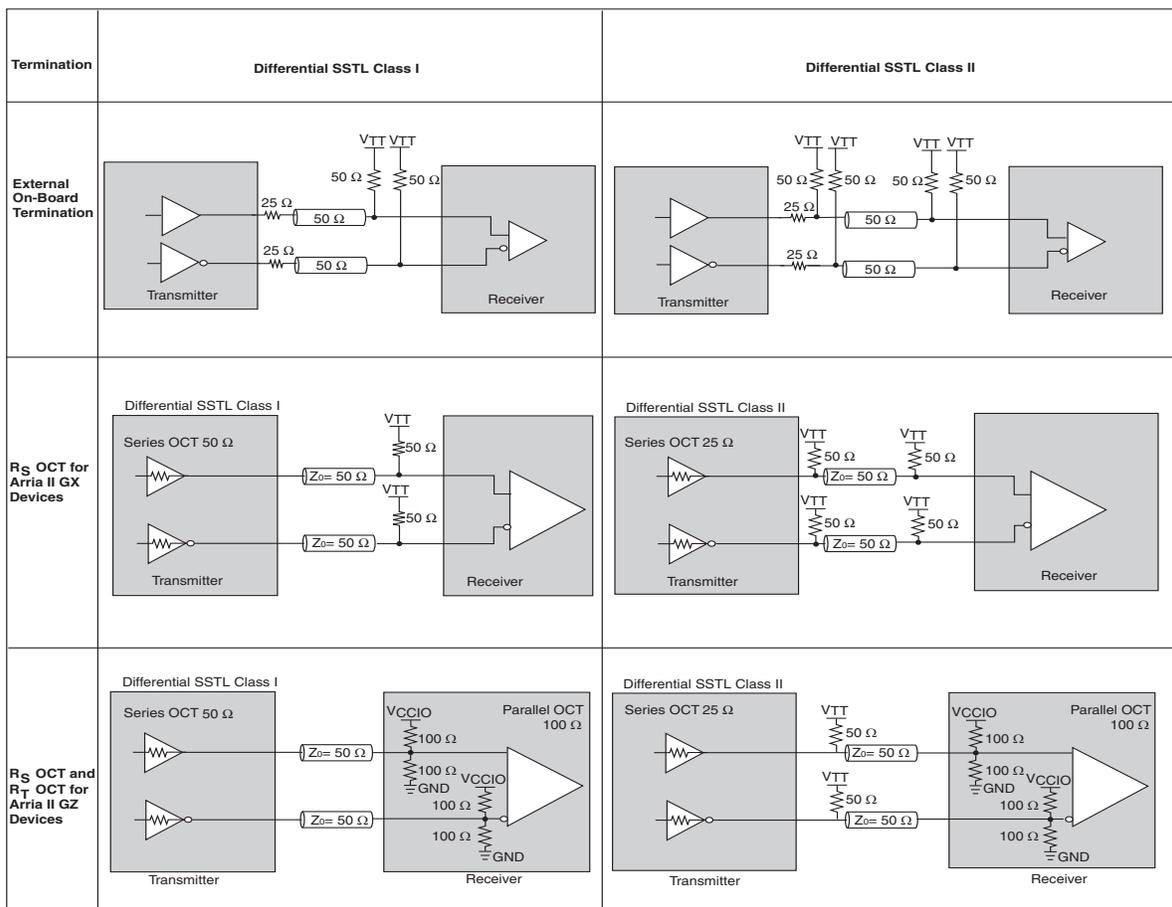 Termination
Differential SSTL Class I
Differential SSTL Class II
External
On-Board
Termination
VTT VTT
50 Ω 50 Ω
25 Ω
50 Ω
25 Ω
50 Ω
Transmitter
Receiver
VTT VTT
VTT VTT
50 Ω 50 Ω
50 Ω 50 Ω
25 Ω
50 Ω
25 Ω
50 Ω
Transmitter
Receiver
RS OCT for
Arria II GX
Devices
Differential SSTL Class I
Series OCT 50 Ω
VTT
50 Ω
Z0= 50 Ω
VTT
50 Ω
Z0= 50 Ω
Transmitter
Receiver
Differential SSTL Class II
Series OCT 25 Ω
VTT
50 Ω
VTT
50 Ω
Z0= 50 Ω
VTT
50 Ω
VTT
50 Ω
Z0= 50 Ω
Transmitter
Receiver
RS OCT and
RT OCT for
Arria II GZ
Devices
Differential SSTL Class I
Series OCT 50 Ω
Z0= 50 Ω
Z0= 50 Ω
Transmitter
VCCIO
Parallel OCT
100 Ω
100 Ω
100 Ω
GND
VCCIO
100 Ω
100 Ω
GND
Receiver
Differential SSTL Class II
Series OCT 25 Ω
VTT
50 Ω
Z0= 50 Ω
VTT
50 Ω
Z0= 50 Ω
Transmitter
VCCIO
Parallel OCT
100 Ω
100 Ω
100 Ω
GND
VCCIO
100 Ω
100 Ω
GND
Receiver